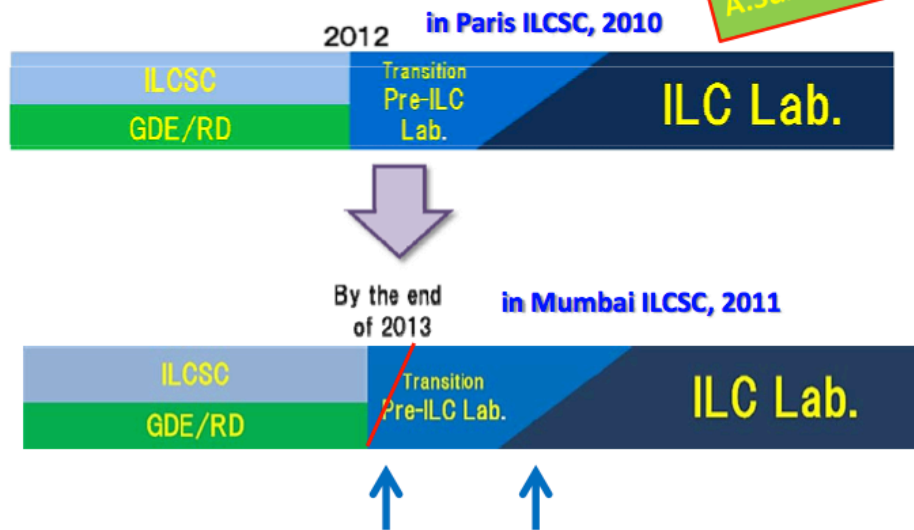 in Paris ILCSC, 2010
2012
ILCSC
GDE/RD
Transition
Pre-ILC
Lab.
ILC Lab.
By the end
of 2013
in Mumbai ILCSC, 2011
ILCSC
GDE/RD
Transition
Pre-ILC Lab.
ILC Lab.